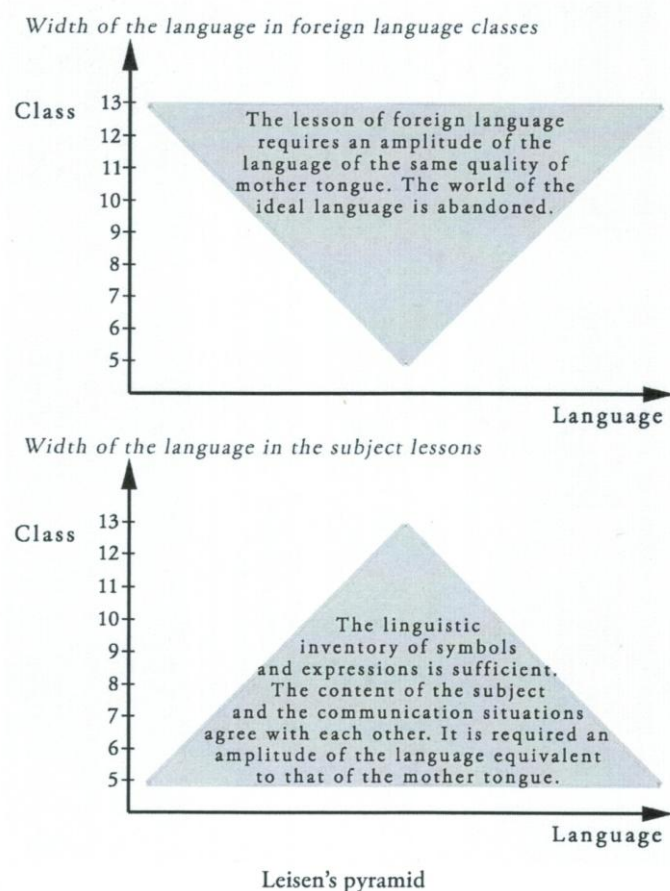 Width of the language in foreign language classes
Class
13
12
11
10
9
8
7
6
5
The lesson of foreign language
requires an amplitude of the
language of the same quality of
mother tongue. The world of the
ideal language is abandoned.
Language
Width of the language in the subject lessons
Class
13
12
11
10
9
8
7
6
5
The linguistic
inventory of symbols
and expressions is sufficient.
The content of the subject
and the communication situations
agree with each other. It is required an
amplitude of the language equivalent
to that of the mother tongue.
Language
Leisen's pyramid